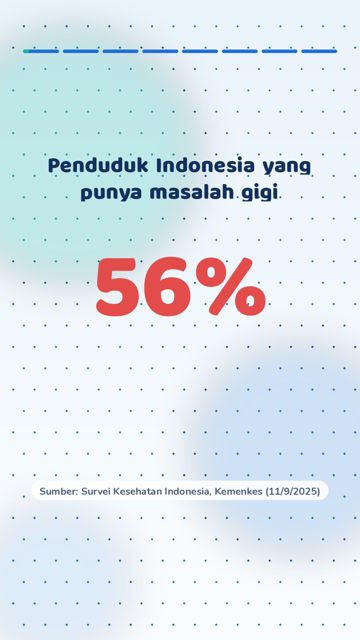 Penduduk Indonesia yang
punya masalah gigi
56%
Sumber: Survei Kesehatan Indonesia, Kemenkes (11/9/2025)